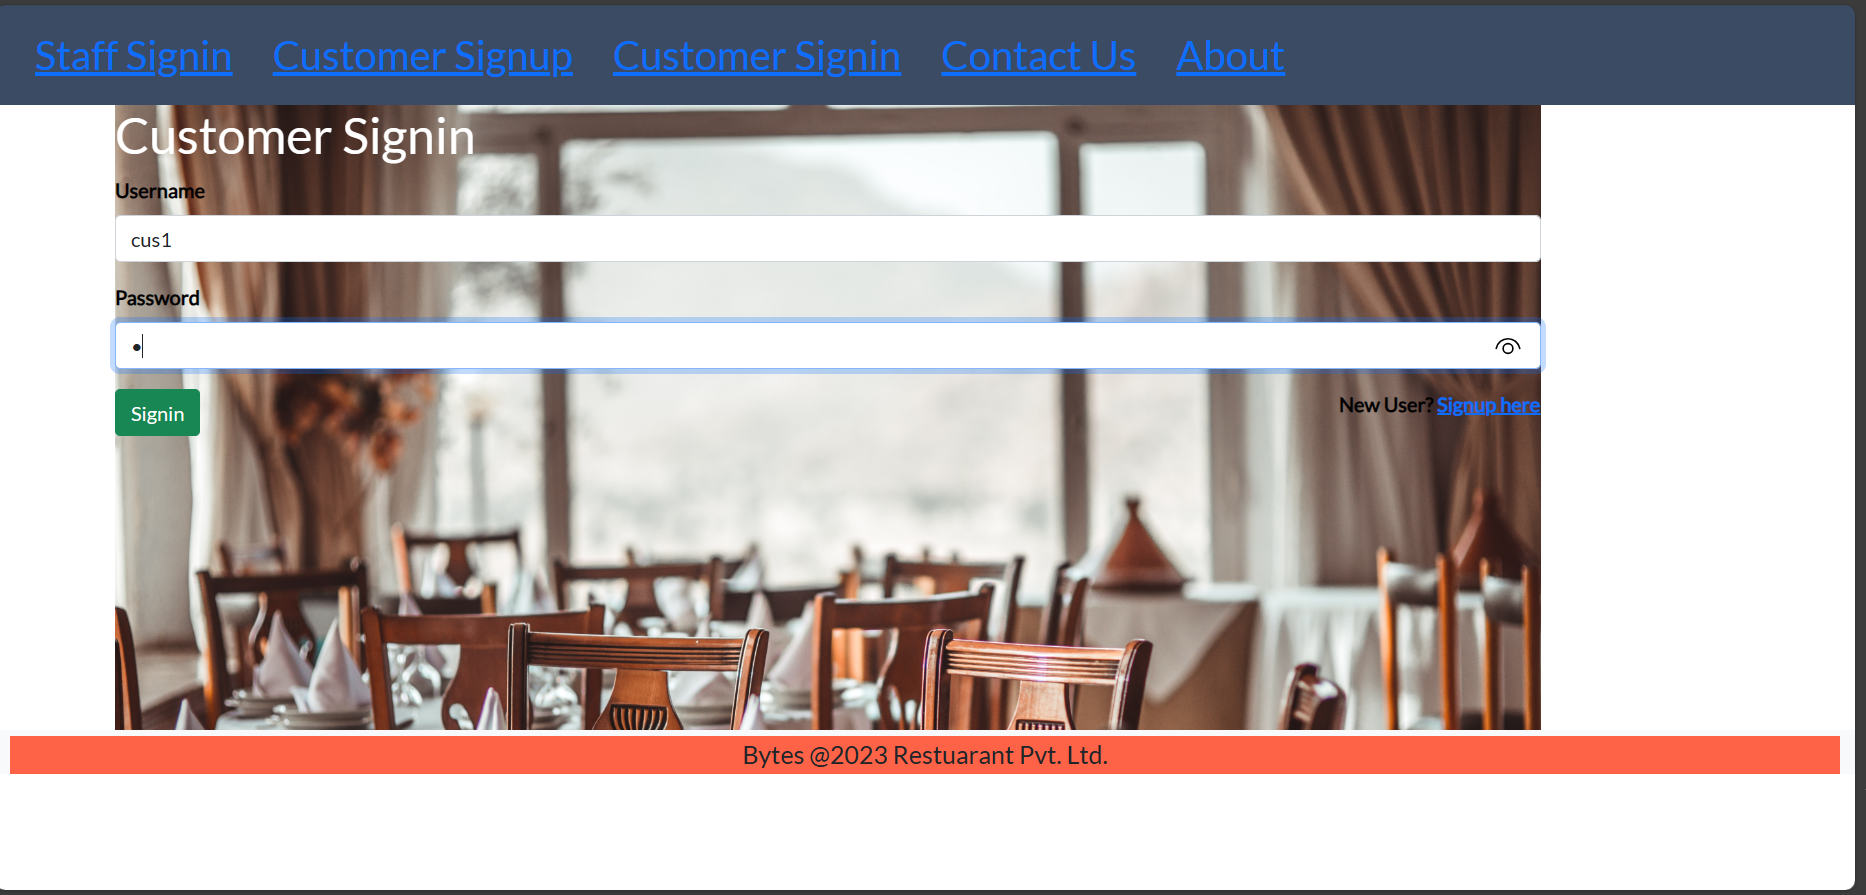 Staff Signin Customer Signup Customer Signin Contact Us About
Customer Signin
Username
cus1
Password
•
Signin
New User? Signup here
Bytes @2023 Restuarant Pvt. Ltd.